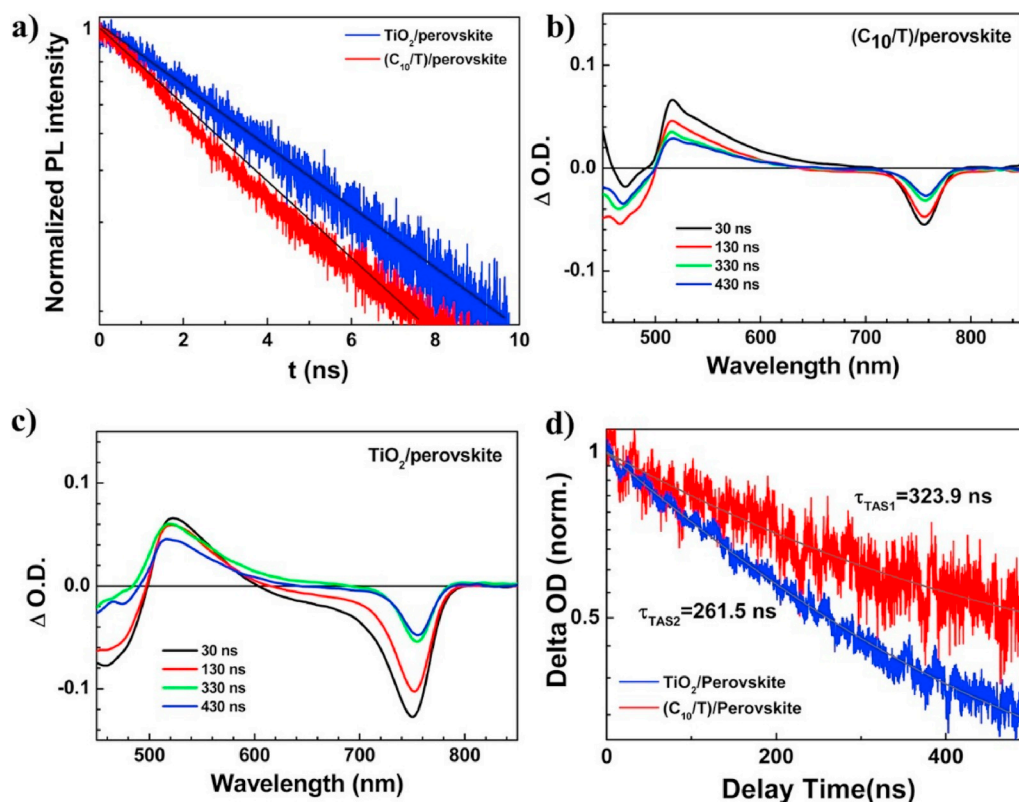 a)
1
TiO₂/perovskite
(C₁₀/T)/perovskite
Normalized PL intensity
0 2 4 6 8 10
t (ns)
b)
(C₁₀/T)/perovskite
0.1
0.0
-0.1
Δ O.D.
30 ns
130 ns
330 ns
430 ns
500 600 700 800
Wavelength (nm)
c)
TiO₂/perovskite
0.1
0.0
-0.1
Δ O.D.
30 ns
130 ns
330 ns
430 ns
500 600 700 800
Wavelength (nm)
d)
1
0.5
Delta OD (norm.)
τTAS1=323.9 ns
τTAS2=261.5 ns
TiO₂/Perovskite
(C₁₀/T)/Perovskite
0 200 400
Delay Time(ns)